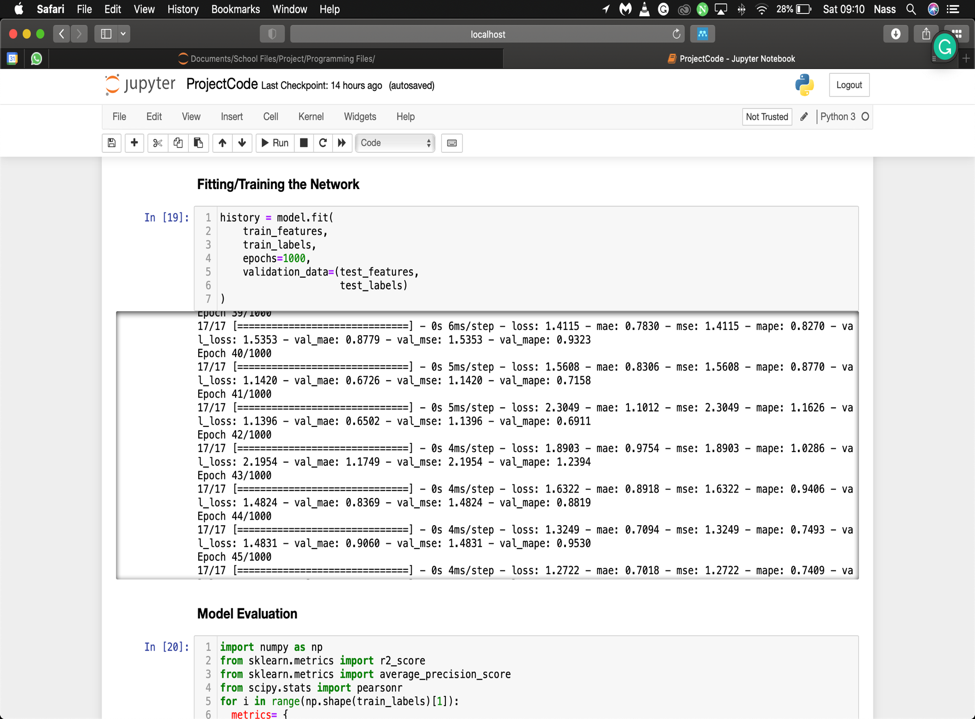 Safari File Edit View History Bookmarks Window Help 28% Sat 09:10 Nass
localhost
Documents/School Files/Project/Programming Files/ ProjectCode - Jupyter Notebook
jupyter ProjectCode Last Checkpoint: 14 hours ago (autosaved) Logout
File Edit View Insert Cell Kernel Widgets Help Not Trusted Python 3
Run Code
Fitting/Training the Network
In [19]: 1 history = model.fit(
2 train_features,
3 train_labels,
4 epochs=1000,
5 validation_data=(test_features,
6 test_labels)
7 )
Epoch 39/1000
17/17 [==============================] - 0s 6ms/step - loss: 1.4115 - mae: 0.7830 - mse: 1.4115 - mape: 0.8270 - va
l_loss: 1.5353 - val_mae: 0.8779 - val_mse: 1.5353 - val_mape: 0.9323
Epoch 40/1000
17/17 [==============================] - 0s 5ms/step - loss: 1.5608 - mae: 0.8306 - mse: 1.5608 - mape: 0.8770 - va
l_loss: 1.1420 - val_mae: 0.6726 - val_mse: 1.1420 - val_mape: 0.7158
Epoch 41/1000
17/17 [==============================] - 0s 5ms/step - loss: 2.3049 - mae: 1.1012 - mse: 2.3049 - mape: 1.1626 - va
l_loss: 1.1396 - val_mae: 0.6502 - val_mse: 1.1396 - val_mape: 0.6911
Epoch 42/1000
17/17 [==============================] - 0s 4ms/step - loss: 1.8903 - mae: 0.9754 - mse: 1.8903 - mape: 1.0286 - va
l_loss: 2.1954 - val_mae: 1.1749 - val_mse: 2.1954 - val_mape: 1.2394
Epoch 43/1000
17/17 [==============================] - 0s 4ms/step - loss: 1.6322 - mae: 0.8918 - mse: 1.6322 - mape: 0.9406 - va
l_loss: 1.4824 - val_mae: 0.8369 - val_mse: 1.4824 - val_mape: 0.8819
Epoch 44/1000
17/17 [==============================] - 0s 4ms/step - loss: 1.3249 - mae: 0.7094 - mse: 1.3249 - mape: 0.7493 - va
l_loss: 1.4831 - val_mae: 0.9060 - val_mse: 1.4831 - val_mape: 0.9530
Epoch 45/1000
17/17 [==============================] - 0s 4ms/step - loss: 1.2722 - mae: 0.7018 - mse: 1.2722 - mape: 0.7409 - va
Model Evaluation
In [20]: 1 import numpy as np
2 from sklearn.metrics import r2_score
3 from sklearn.metrics import average_precision_score
4 from scipy.stats import pearsonr
5 for i in range(np.shape(train_labels)[1]):
6 metrics= {